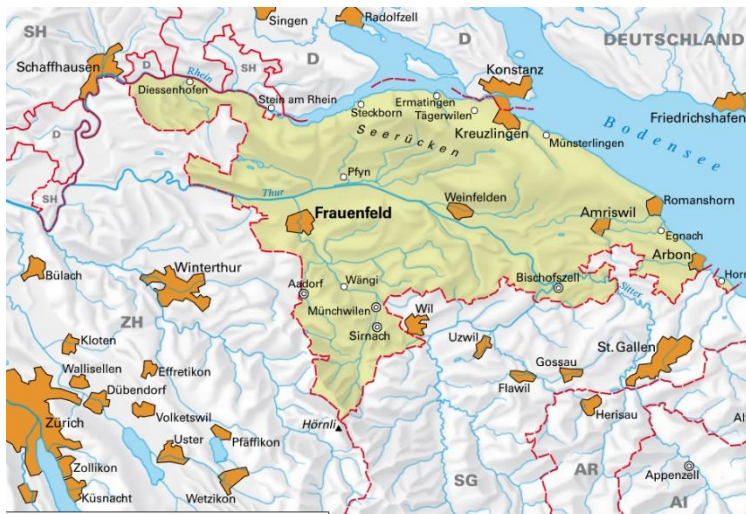 SH
Singen
Radolfzell
D
D
DEUTSCHLAND
Schaffhausen
D
SH
Rhein
Konstanz
Diessenhofen
Stein am Rhein
Ermatingen
Steckborn
Tägerwilen
Friedrichshafen
Seerücken
Kreuzlingen
Bodensee
D
Münsterlingen
Pfyn
SH
Thur
Weinfelden
Romanshorn
Frauenfeld
Amriswil
Egnach
Bülach
Winterthur
Arbon
Aadorf
Wängi
Bischofszell
Horn
Münchwilen
Sitter
ZH
Wil
Kloten
Sirnach
Uzwil
St. Gallen
Effretikon
Gossau
Wallisellen
Flawil
Dübendorf
Volketswil
Herisau
Zürich
Hörnli
Uster
Pfäffikon
Zollikon
SG
AR
Appenzell
Küsnacht
Wetzikon
AI